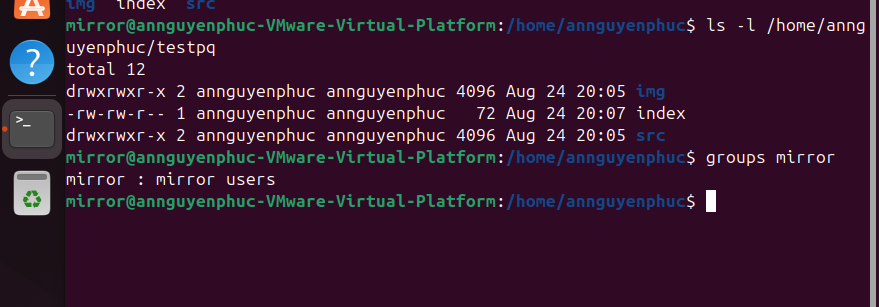 img index src
mirror@annguyenphuc-VMware-Virtual-Platform:/home/annguyenphuc$ ls -l /home/anng
uyenphuc/testpq
total 12
drwxrwxr-x 2 annguyenphuc annguyenphuc 4096 Aug 24 20:05 img
-rw-rw-r-- 1 annguyenphuc annguyenphuc   72 Aug 24 20:07 index
drwxrwxr-x 2 annguyenphuc annguyenphuc 4096 Aug 24 20:05 src
mirror@annguyenphuc-VMware-Virtual-Platform:/home/annguyenphuc$ groups mirror
mirror : mirror users
mirror@annguyenphuc-VMware-Virtual-Platform:/home/annguyenphuc$